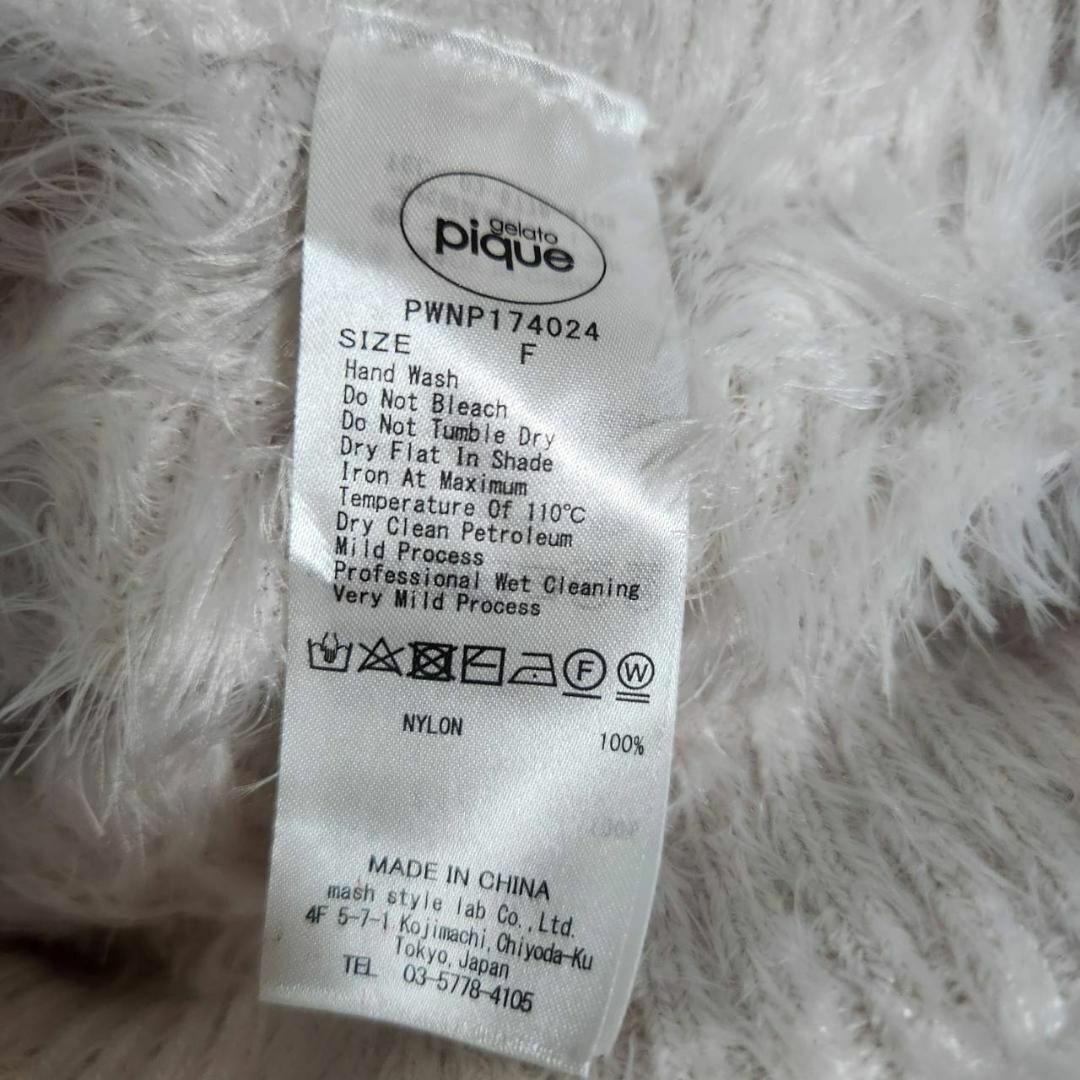 gelato
pique
PWNP174024
SIZE F
Hand Wash
Do Not Bleach
Do Not Tumble Dry
Dry Flat In Shade
Iron At Maximum
Temperature Of 110℃
Dry Clean Petroleum
Mild Process
Professional Wet Cleaning
Very Mild Process
F W
NYLON 100%
MADE IN CHINA
mash style lab Co.,Ltd.
4F 5-7-1 Kojimachi,Chiyoda-Ku
Tokyo,Japan
TEL 03-5778-4105